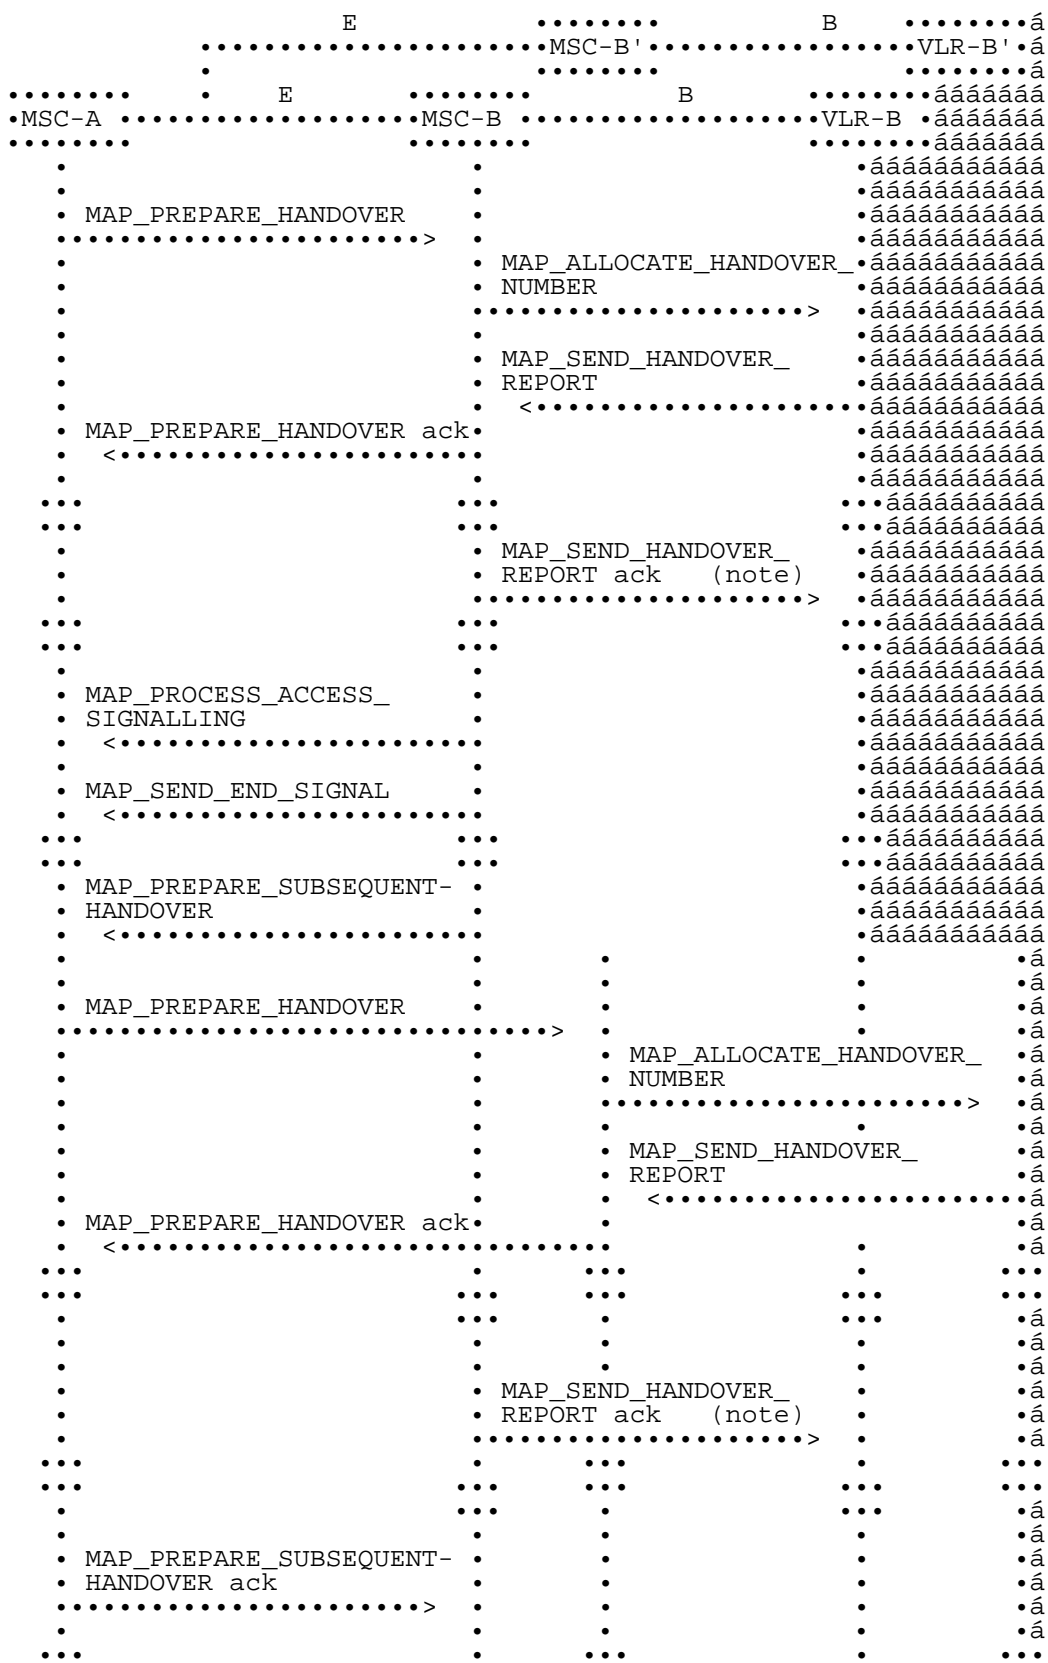 E B
MSC-B' VLR-B'
E B
MSC-A MSC-B VLR-B
MAP_PREPARE_HANDOVER
MAP_ALLOCATE_HANDOVER_
NUMBER
MAP_SEND_HANDOVER_
REPORT
MAP_PREPARE_HANDOVER ack
MAP_SEND_HANDOVER_
REPORT ack (note)
MAP_PROCESS_ACCESS_
SIGNALLING
MAP_SEND_END_SIGNAL
MAP_PREPARE_SUBSEQUENT-
HANDOVER
MAP_PREPARE_HANDOVER
MAP_ALLOCATE_HANDOVER_
NUMBER
MAP_SEND_HANDOVER_
REPORT
MAP_PREPARE_HANDOVER ack
MAP_SEND_HANDOVER_
REPORT ack (note)
MAP_PREPARE_SUBSEQUENT-
HANDOVER ack